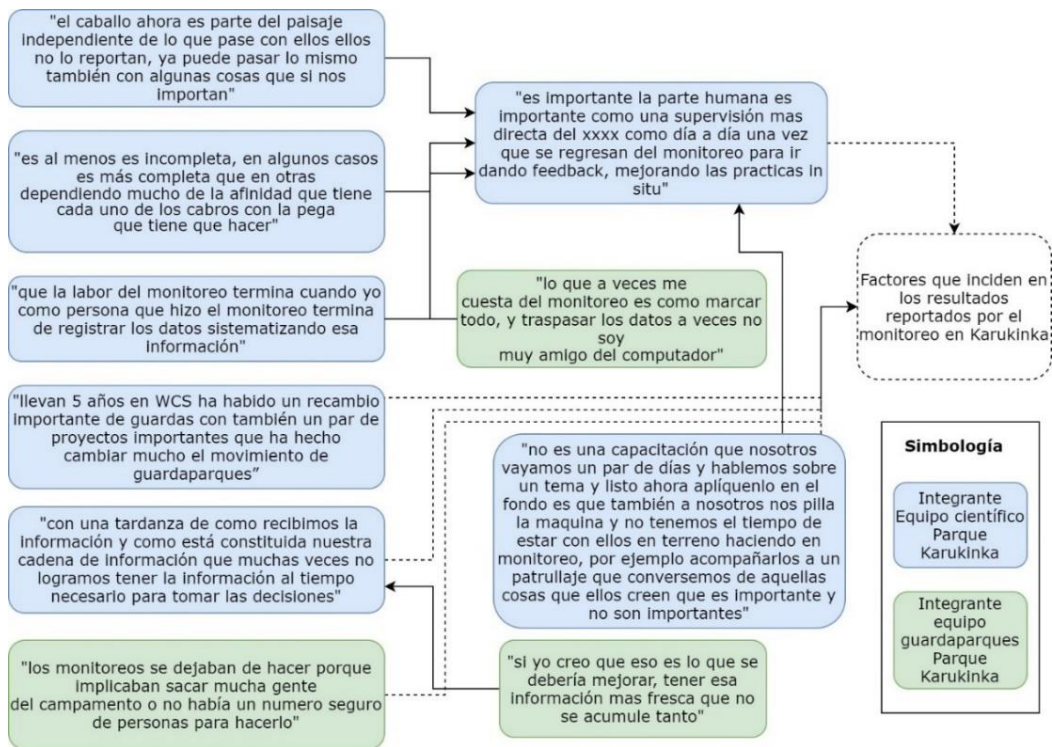 "el caballo ahora es parte del paisaje
independiente de lo que pase con ellos ellos
no lo reportan, ya puede pasar lo mismo
también con algunas cosas que si nos
importan"
"es importante la parte humana es
importante como una supervisión mas
directa del xxxx como día a día una vez
que se regresan del monitoreo para ir
dando feedback, mejorando las practicas in
situ"
"es al menos es incompleta, en algunos casos
es más completa que en otras
dependiendo mucho de la afinidad que tiene
cada uno de los cabros con la pega
que tiene que hacer"
"que la labor del monitoreo termina cuando yo
como persona que hizo el monitoreo termina
de registrar los datos sistematizando esa
información"
"lo que a veces me
cuesta del monitoreo es como marcar
todo, y traspasar los datos a veces no
soy
muy amigo del computador"
Factores que inciden en
los resultados
reportados por el
monitoreo en Karukinka
"llevan 5 años en WCS ha habido un recambio
importante de guardas con también un par de
proyectos importantes que ha hecho
cambiar mucho el movimiento de
guardaparques”
"no es una capacitación que nosotros
vayamos un par de días y hablemos sobre
un tema y listo ahora aplíquenlo en el
fondo es que también a nosotros nos pilla
la maquina y no tenemos el tiempo de
estar con ellos en terreno haciendo en
monitoreo, por ejemplo acompañarlos a un
patrullaje que conversemos de aquellas
cosas que ellos creen que es importante y
no son importantes"
"con una tardanza de como recibimos la
información y como está constituida nuestra
cadena de información que muchas veces no
logramos tener la información al tiempo
necesario para tomar las decisiones"
"los monitoreos se dejaban de hacer porque
implicaban sacar mucha gente
del campamento o no había un numero seguro
de personas para hacerlo"
"si yo creo que eso es lo que se
debería mejorar, tener esa
información mas fresca que no
se acumule tanto"
Simbología
Integrante
Equipo científico
Parque
Karukinka
Integrante
equipo
guardaparques
Parque
Karukinka